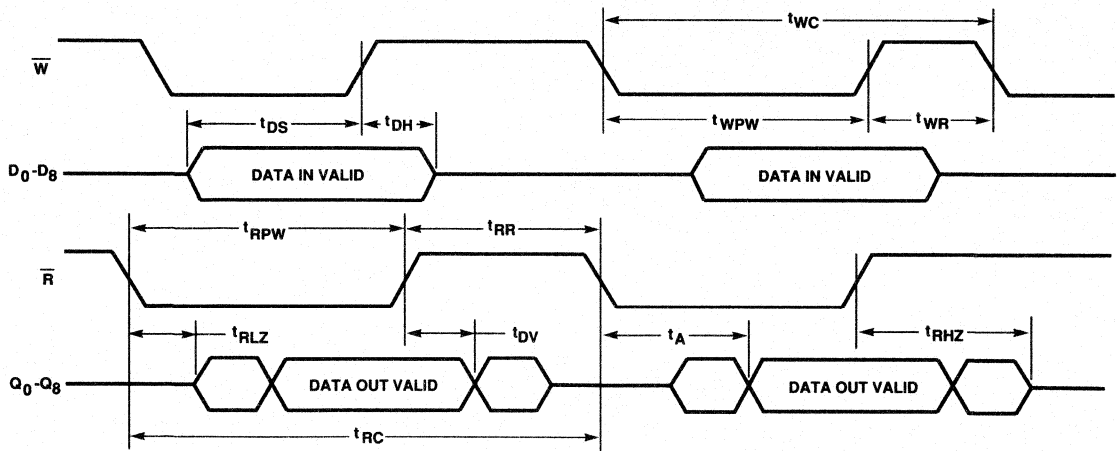 tWC
W
tDS
tDH
tWPW
tWR
D0-D8
DATA IN VALID
DATA IN VALID
tRPW
tRR
R
tRLZ
tDV
tA
tRHZ
Q0-Q8
DATA OUT VALID
DATA OUT VALID
tRC